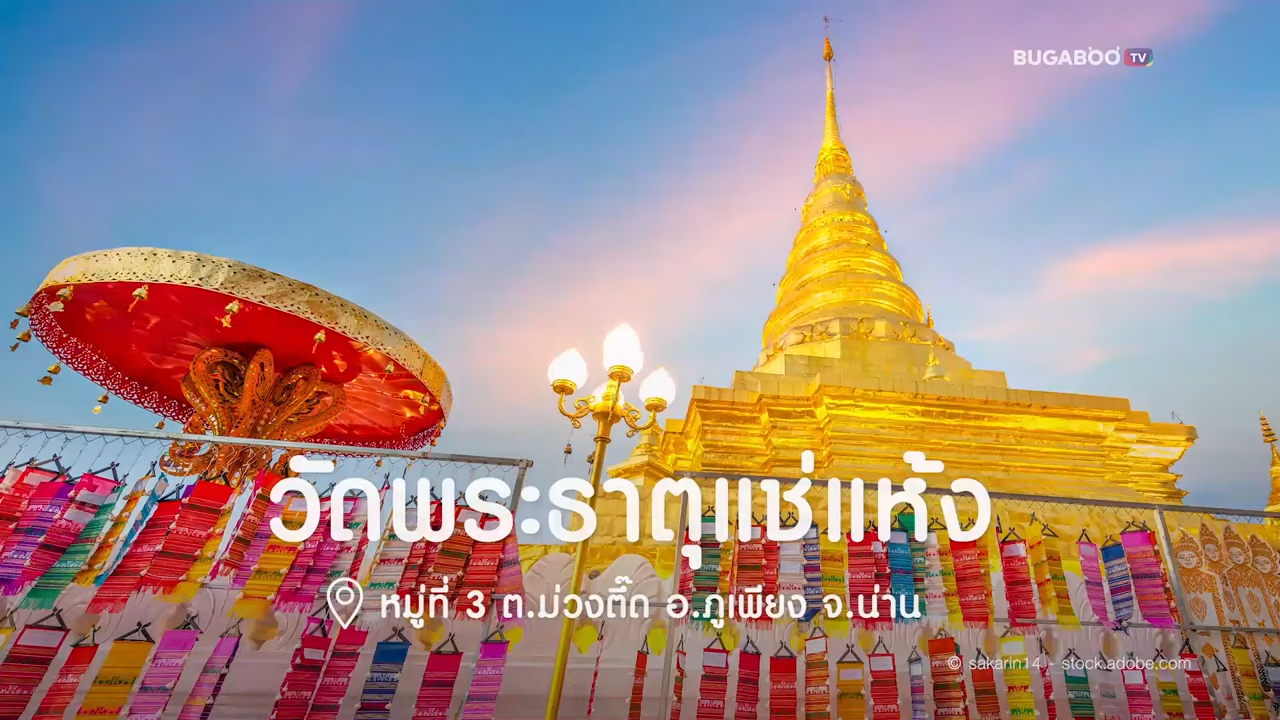 BUGABOO TV
วัดพระธาตุแช่แห้ง
หมู่ที่ 3 ต.ม่วงติ๊ด อ.ภูเพียง จ.น่าน
© sakarin14 - stock.adobe.com